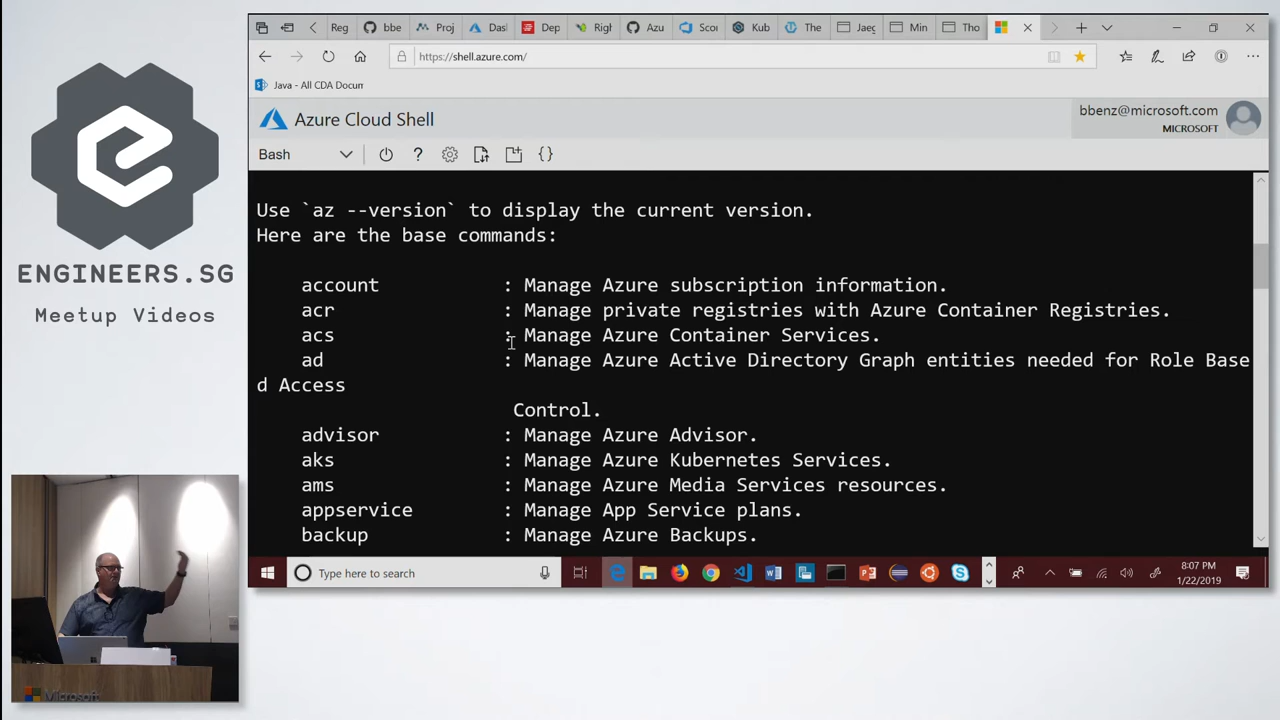 ENGINEERS.SG
Meetup Videos
Reg
bbe
Proj
Das
Dep
Righ
Azu
Sco
Kub
The
Jaeg
Min
Tho
https://shell.azure.com/
Java - All CDA Docum
Azure Cloud Shell
bbenz@microsoft.com
MICROSOFT
Bash
?
{}
Use `az --version` to display the current version.
Here are the base commands:
account : Manage Azure subscription information.
acr : Manage private registries with Azure Container Registries.
acs : Manage Azure Container Services.
ad : Manage Azure Active Directory Graph entities needed for Role Base
d Access
Control.
advisor : Manage Azure Advisor.
aks : Manage Azure Kubernetes Services.
ams : Manage Azure Media Services resources.
appservice : Manage App Service plans.
backup : Manage Azure Backups.
Type here to search
8:07 PM
1/22/2019
Microsoft